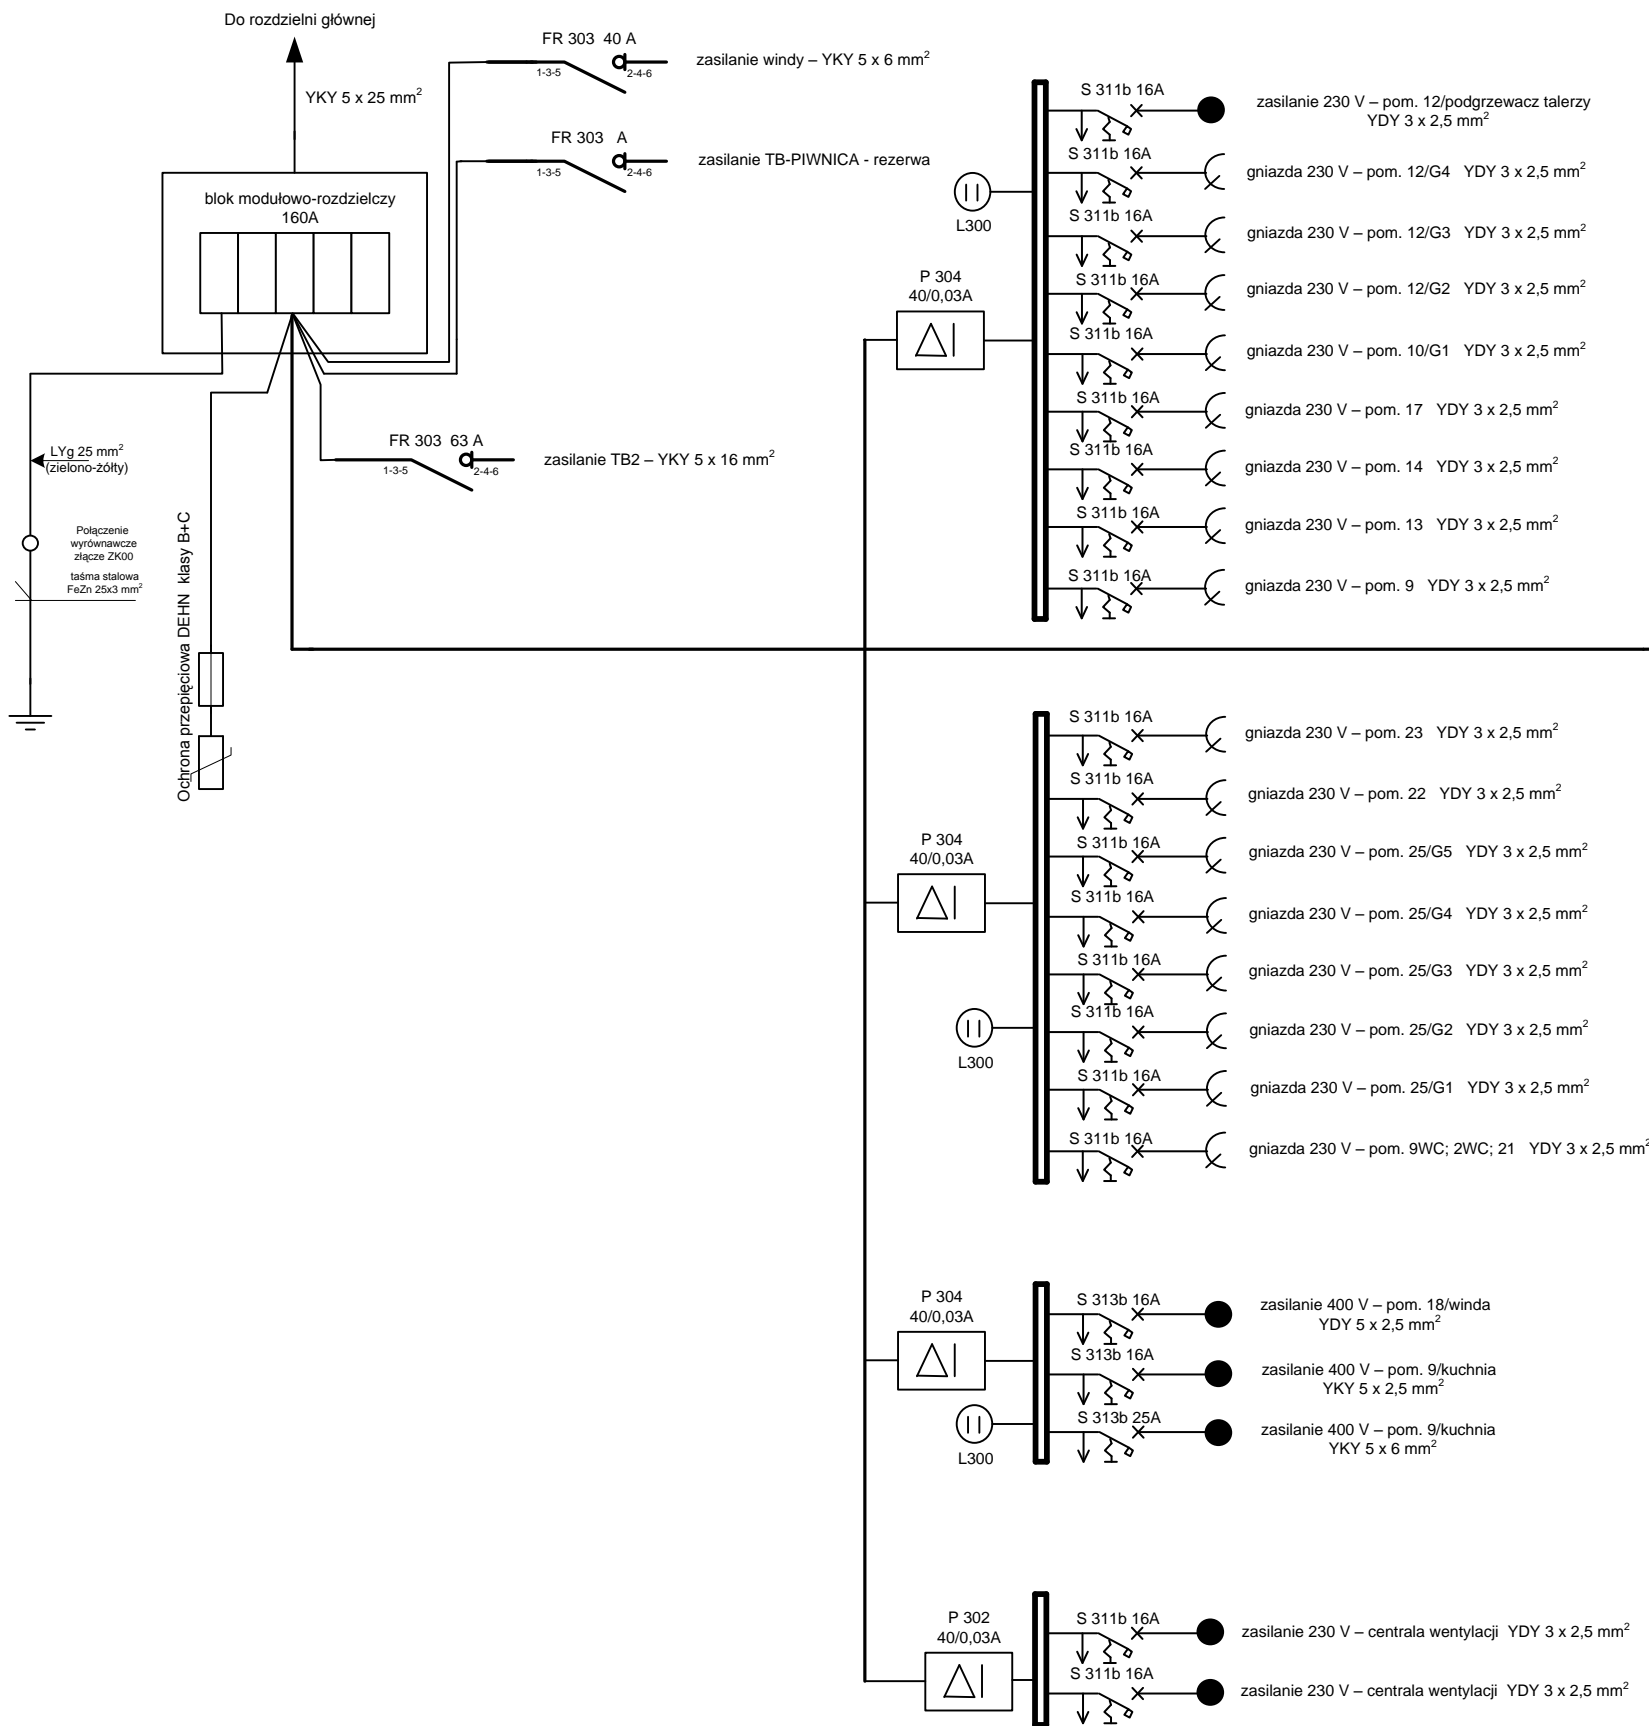 Do rozdzielni głównej
YKY 5 x 25 mm²
blok modułowo-rozdzielczy
160A
FR 303 40 A
1-3-5
2-4-6
zasilanie windy – YKY 5 x 6 mm²
FR 303 A
1-3-5
2-4-6
zasilanie TB-PIWNICA - rezerwa
FR 303 63 A
1-3-5
2-4-6
zasilanie TB2 – YKY 5 x 16 mm²
LYg 25 mm²
(zielono-żółty)
Połączenie
wyrównawcze
złącze ZK00
taśma stalowa
FeZn 25x3 mm²
Ochrona przepięciowa DEHN klasy B+C
L300
P 304
40/0,03A
S 311b 16A
zasilanie 230 V – pom. 12/podgrzewacz talerzy
YDY 3 x 2,5 mm²
S 311b 16A
gniazda 230 V – pom. 12/G4 YDY 3 x 2,5 mm²
S 311b 16A
gniazda 230 V – pom. 12/G3 YDY 3 x 2,5 mm²
S 311b 16A
gniazda 230 V – pom. 12/G2 YDY 3 x 2,5 mm²
S 311b 16A
gniazda 230 V – pom. 10/G1 YDY 3 x 2,5 mm²
S 311b 16A
gniazda 230 V – pom. 17 YDY 3 x 2,5 mm²
S 311b 16A
gniazda 230 V – pom. 14 YDY 3 x 2,5 mm²
S 311b 16A
gniazda 230 V – pom. 13 YDY 3 x 2,5 mm²
S 311b 16A
gniazda 230 V – pom. 9 YDY 3 x 2,5 mm²
P 304
40/0,03A
L300
S 311b 16A
gniazda 230 V – pom. 23 YDY 3 x 2,5 mm²
S 311b 16A
gniazda 230 V – pom. 22 YDY 3 x 2,5 mm²
S 311b 16A
gniazda 230 V – pom. 25/G5 YDY 3 x 2,5 mm²
S 311b 16A
gniazda 230 V – pom. 25/G4 YDY 3 x 2,5 mm²
S 311b 16A
gniazda 230 V – pom. 25/G3 YDY 3 x 2,5 mm²
S 311b 16A
gniazda 230 V – pom. 25/G2 YDY 3 x 2,5 mm²
S 311b 16A
gniazda 230 V – pom. 25/G1 YDY 3 x 2,5 mm²
S 311b 16A
gniazda 230 V – pom. 9WC; 2WC; 21 YDY 3 x 2,5 mm²
P 304
40/0,03A
L300
S 313b 16A
zasilanie 400 V – pom. 18/winda
YDY 5 x 2,5 mm²
S 313b 16A
zasilanie 400 V – pom. 9/kuchnia
YKY 5 x 2,5 mm²
S 313b 25A
zasilanie 400 V – pom. 9/kuchnia
YKY 5 x 6 mm²
P 302
40/0,03A
S 311b 16A
zasilanie 230 V – centrala wentylacji YDY 3 x 2,5 mm²
S 311b 16A
zasilanie 230 V – centrala wentylacji YDY 3 x 2,5 mm²